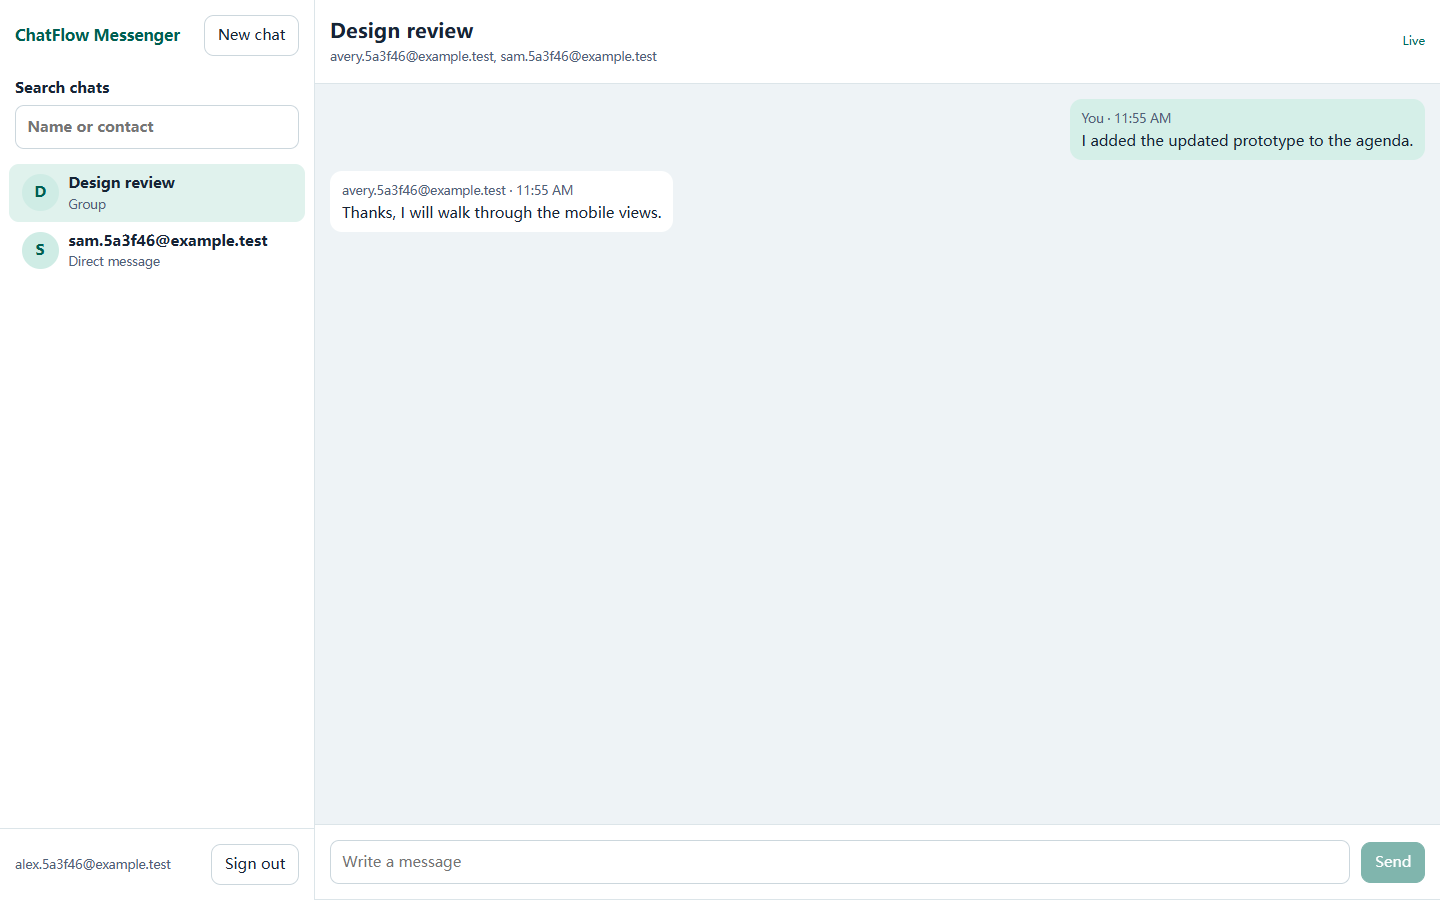 ChatFlow Messenger
New chat
Search chats
Name or contact
D
Design review
Group
S
sam.5a3f46@example.test
Direct message
alex.5a3f46@example.test
Sign out
Design review
avery.5a3f46@example.test, sam.5a3f46@example.test
Live
You · 11:55 AM
I added the updated prototype to the agenda.
avery.5a3f46@example.test · 11:55 AM
Thanks, I will walk through the mobile views.
Write a message
Send